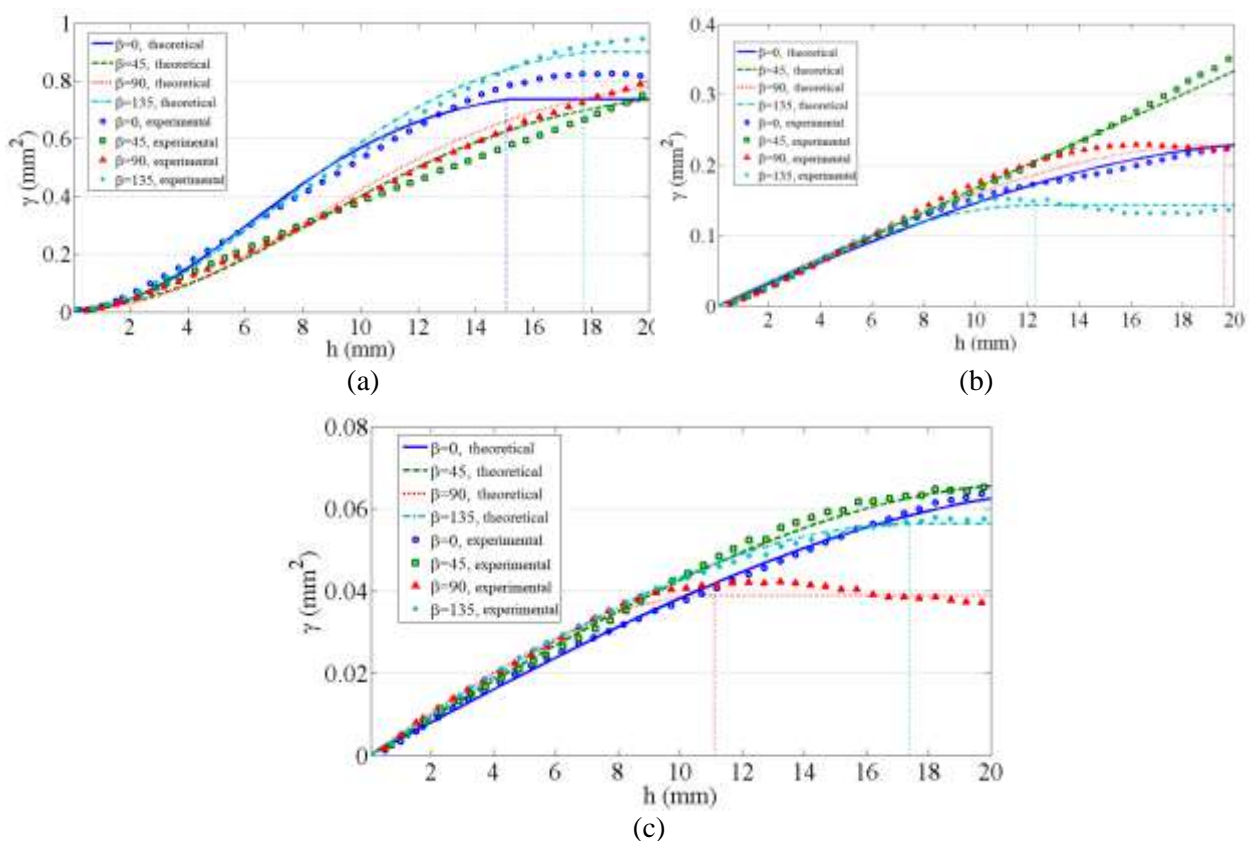 1
0.8
0.6
0.4
0.2
0
γ (mm²)
β=0, theoretical
β=45, theoretical
β=90, theoretical
β=135, theoretical
β=0, experimental
β=45, experimental
β=90, experimental
β=135, experimental
2 4 6 8 10 12 14 16 18 20
h (mm)
(a)
0.4
0.3
0.2
0.1
0
γ (mm²)
β=0, theoretical
β=45, theoretical
β=90, theoretical
β=135, theoretical
β=0, experimental
β=45, experimental
β=90, experimental
β=135, experimental
2 4 6 8 10 12 14 16 18 20
h (mm)
(b)
0.08
0.06
0.04
0.02
0
γ (mm²)
β=0, theoretical
β=45, theoretical
β=90, theoretical
β=135, theoretical
β=0, experimental
β=45, experimental
β=90, experimental
β=135, experimental
2 4 6 8 10 12 14 16 18 20
h (mm)
(c)